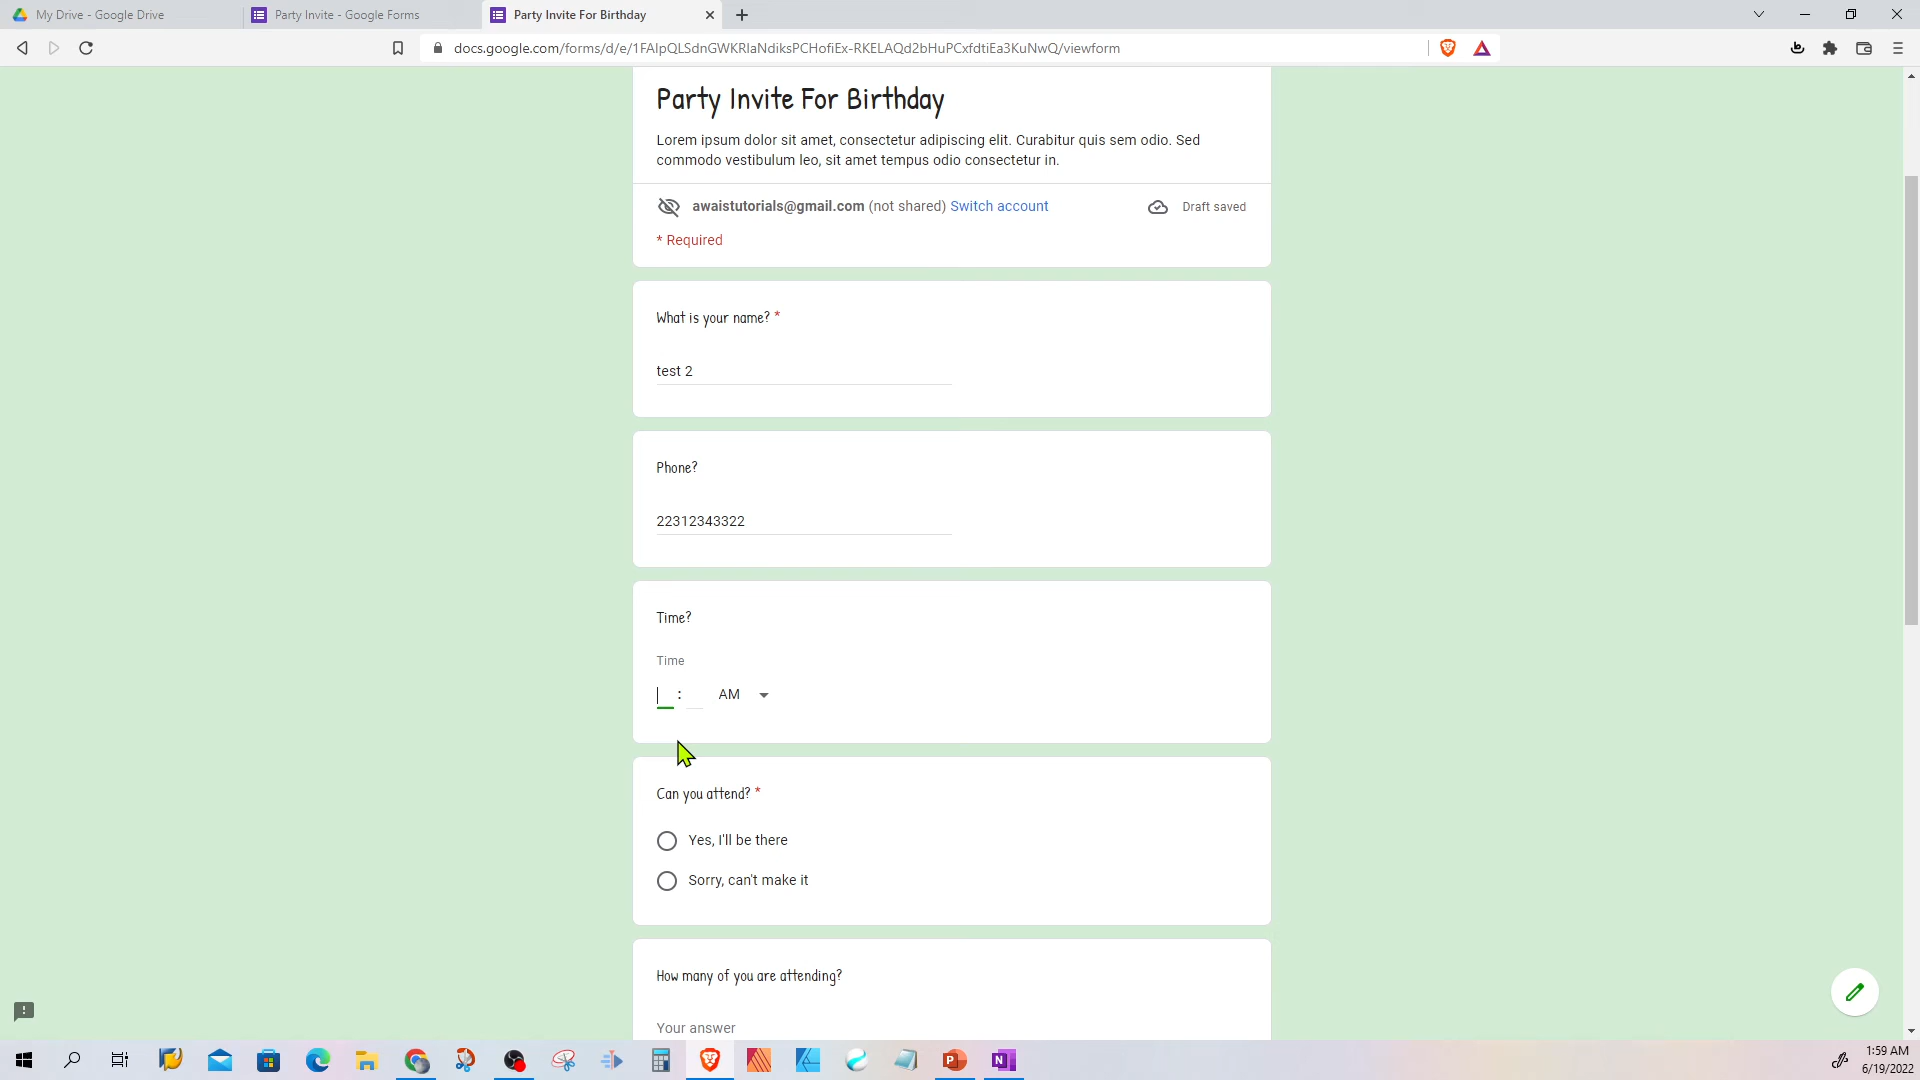 My Drive - Google Drive
Party Invite - Google Forms
Party Invite For Birthday
docs.google.com/forms/d/e/1FAIpQLSdnGWKRlaNdiksPCHofiEx-RKELAQd2bHuPCxfdtiEa3KuNwQ/viewform
Party Invite For Birthday
Lorem ipsum dolor sit amet, consectetur adipiscing elit. Curabitur quis sem odio. Sed
commodo vestibulum leo, sit amet tempus odio consectetur in.
awaistutorials@gmail.com (not shared) Switch account
Draft saved
* Required
What is your name? *
test 2
Phone?
22312343322
Time?
Time
: AM
Can you attend? *
Yes, I'll be there
Sorry, can't make it
How many of you are attending?
Your answer
1:59 AM
6/19/2022